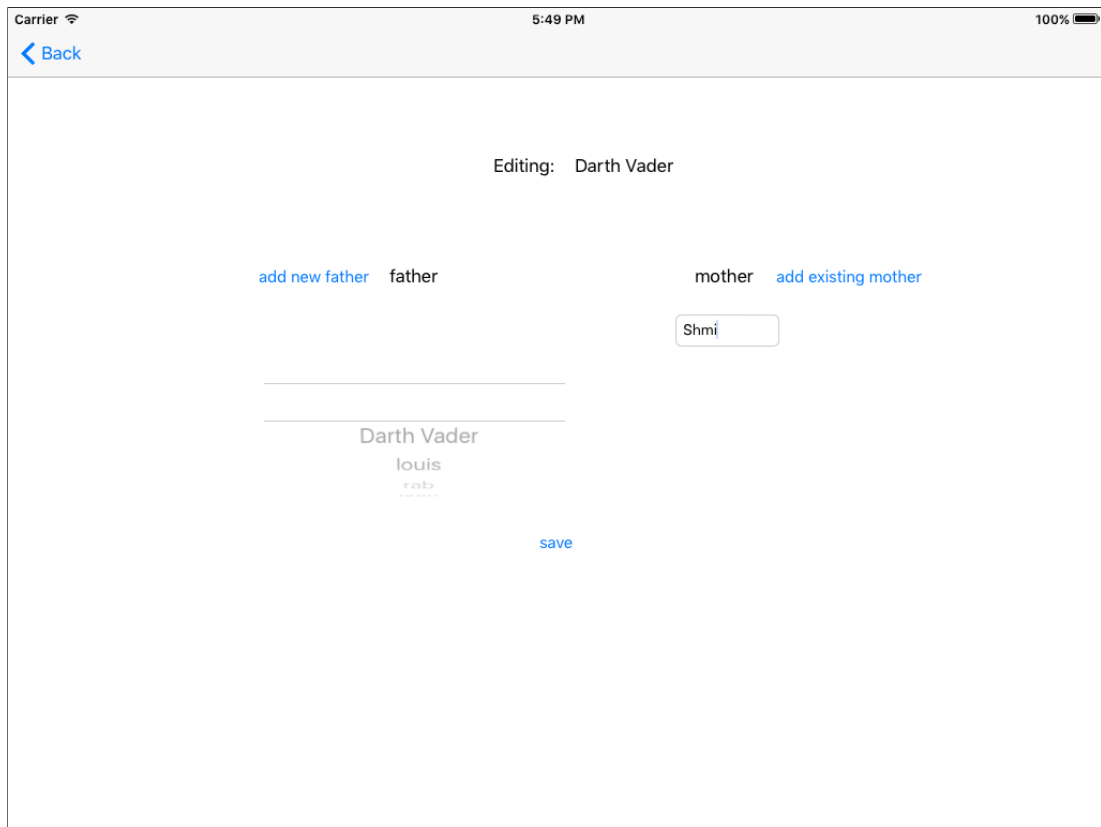 Carrier 5:49 PM 100%
Back
Editing: Darth Vader
add new father father mother add existing mother
Shmi
Darth Vader
louis
rab
save